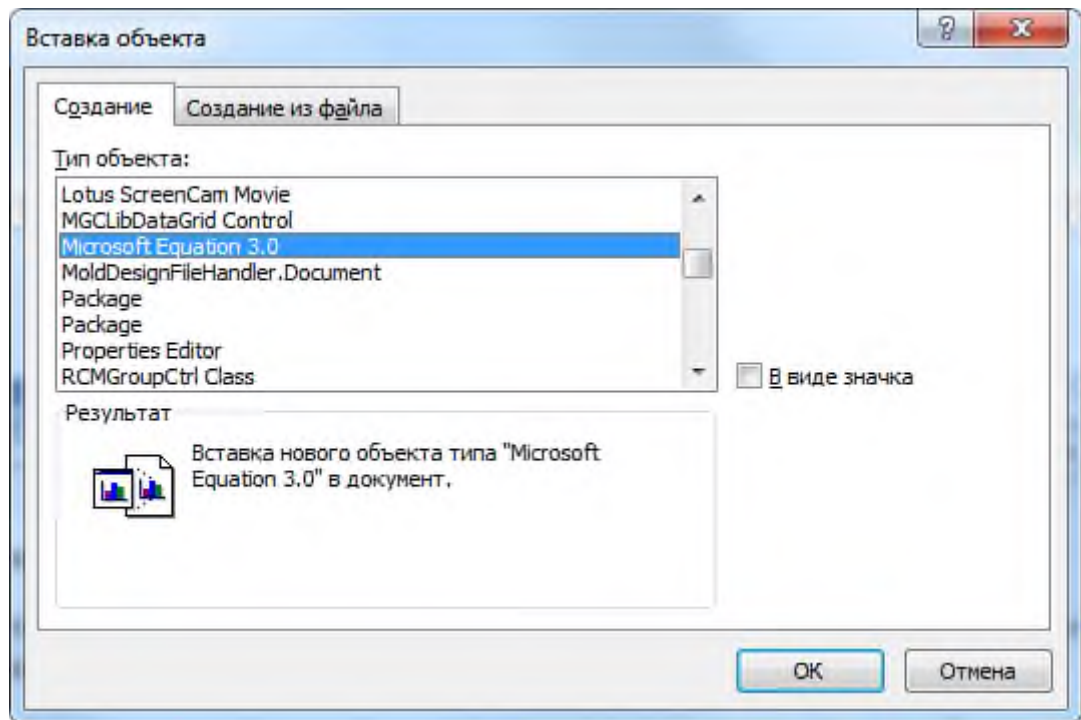 Вставка объекта
Создание
Создание из файла
Тип объекта:
Lotus ScreenCam Movie
MGCLibDataGrid Control
Microsoft Equation 3.0
MoldDesignFileHandler.Document
Package
Package
Properties Editor
RCMGroupCtrl Class
В виде значка
Результат
Вставка нового объекта типа "Microsoft
Equation 3.0" в документ.
OK
Отмена